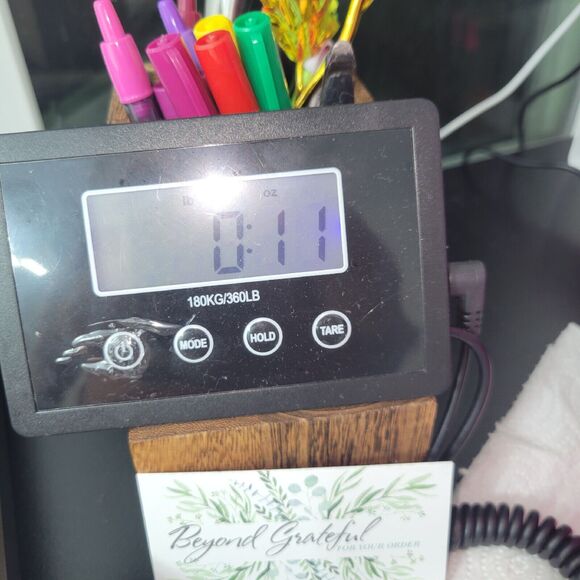 lb oz
0:11
180KG/360LB
MODE HOLD TARE
Beyond Grateful
FOR YOUR ORDER